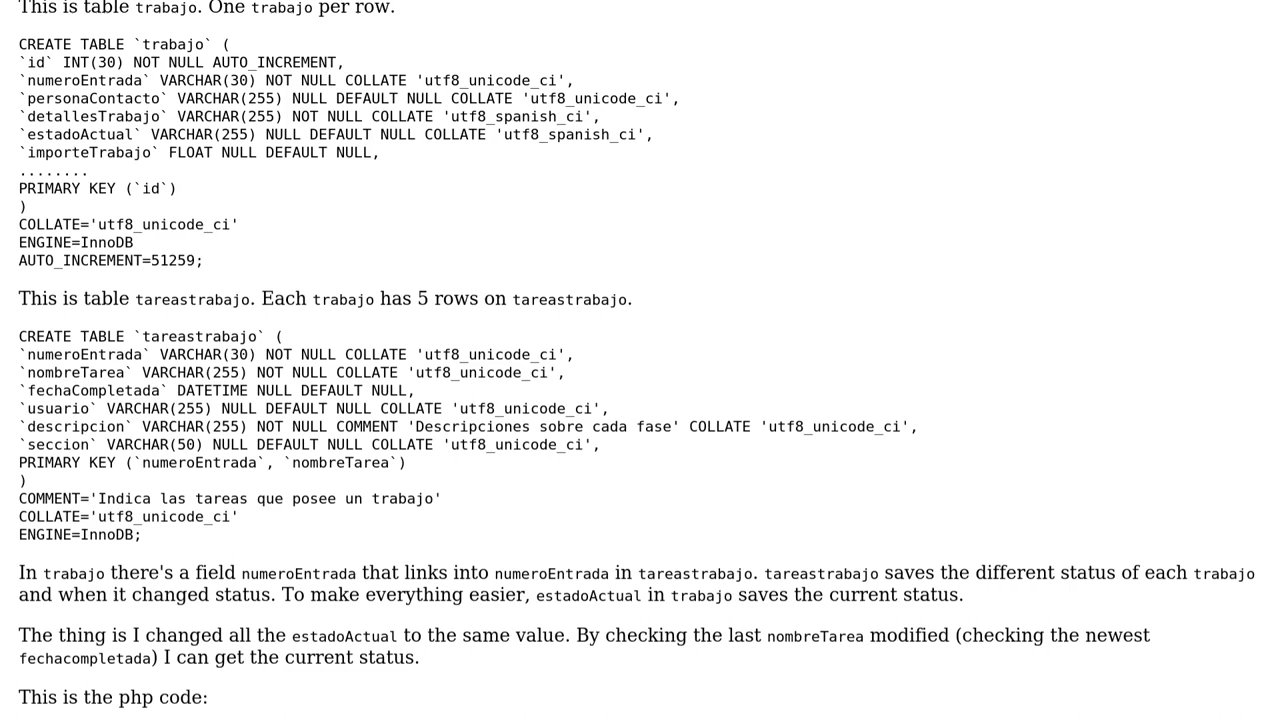 This is table trabajo. One trabajo per row.
CREATE TABLE `trabajo` (
`id` INT(30) NOT NULL AUTO_INCREMENT,
`numeroEntrada` VARCHAR(30) NOT NULL COLLATE 'utf8_unicode_ci',
`personaContacto` VARCHAR(255) NULL DEFAULT NULL COLLATE 'utf8_unicode_ci',
`detallesTrabajo` VARCHAR(255) NOT NULL COLLATE 'utf8_spanish_ci',
`estadoActual` VARCHAR(255) NULL DEFAULT NULL COLLATE 'utf8_spanish_ci',
`importeTrabajo` FLOAT NULL DEFAULT NULL,
........
PRIMARY KEY (`id`)
)
COLLATE='utf8_unicode_ci'
ENGINE=InnoDB
AUTO_INCREMENT=51259;
This is table tareastrabajo. Each trabajo has 5 rows on tareastrabajo.
CREATE TABLE `tareastrabajo` (
`numeroEntrada` VARCHAR(30) NOT NULL COLLATE 'utf8_unicode_ci',
`nombreTarea` VARCHAR(255) NOT NULL COLLATE 'utf8_unicode_ci',
`fechaCompletada` DATETIME NULL DEFAULT NULL,
`usuario` VARCHAR(255) NULL DEFAULT NULL COLLATE 'utf8_unicode_ci',
`descripcion` VARCHAR(255) NOT NULL COMMENT 'Descripciones sobre cada fase' COLLATE 'utf8_unicode_ci',
`seccion` VARCHAR(50) NULL DEFAULT NULL COLLATE 'utf8_unicode_ci',
PRIMARY KEY (`numeroEntrada`, `nombreTarea`)
)
COMMENT='Indica las tareas que posee un trabajo'
COLLATE='utf8_unicode_ci'
ENGINE=InnoDB;
In trabajo there's a field numeroEntrada that links into numeroEntrada in tareastrabajo. tareastrabajo saves the different status of each trabajo
and when it changed status. To make everything easier, estadoActual in trabajo saves the current status.
The thing is I changed all the estadoActual to the same value. By checking the last nombreTarea modified (checking the newest
fechacompletada) I can get the current status.
This is the php code: